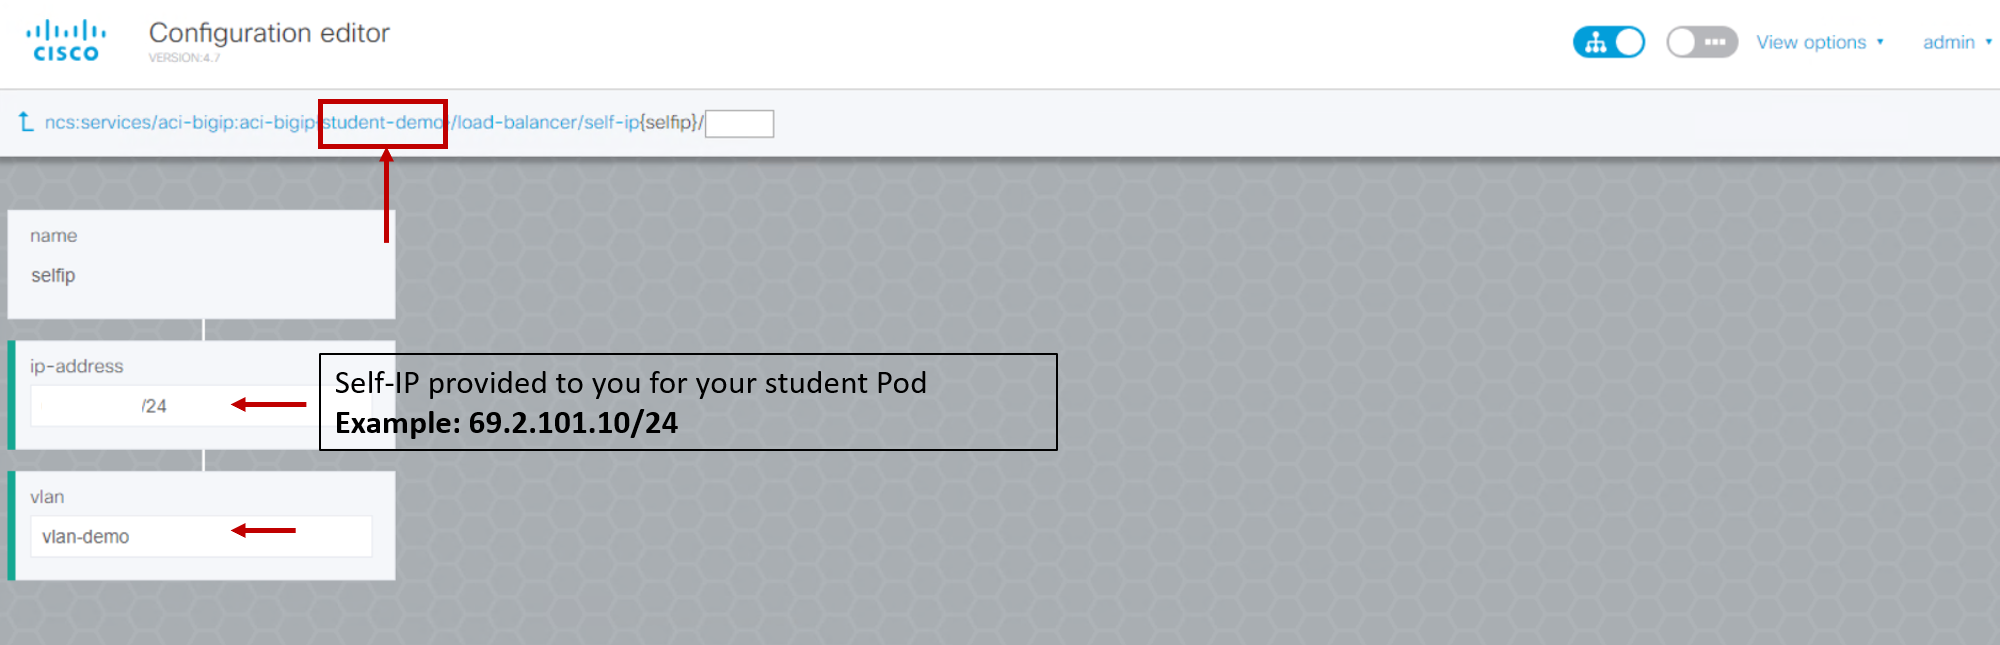 CISCO
Configuration editor
VERSION:4.7
View options
admin
ncs:services/aci-bigip:aci-bigip{student-demo}/load-balancer/self-ip{selfip}/
name
selfip
ip-address
/24
Self-IP provided to you for your student Pod
Example: 69.2.101.10/24
vlan
vlan-demo